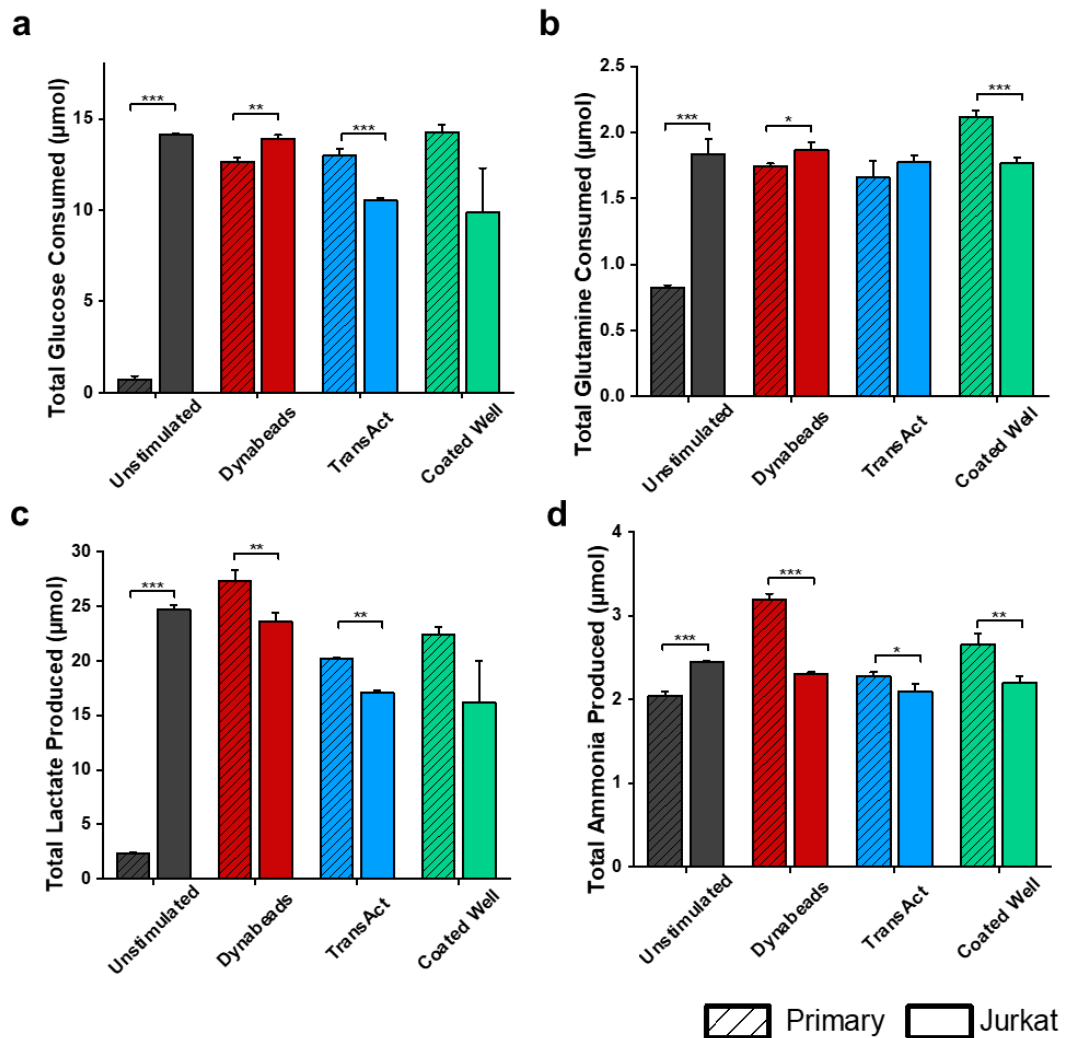 a
Total Glucose Consumed (µmol)
15
10
5
0
***
**
***
Unstimulated
Dynabeads
TransAct
Coated Well
b
Total Glutamine Consumed (µmol)
2.5
2.0
1.5
1.0
0.5
0.0
***
*
***
Unstimulated
Dynabeads
TransAct
Coated Well
c
Total Lactate Produced (µmol)
30
25
20
15
10
5
0
***
**
**
Unstimulated
Dynabeads
TransAct
Coated Well
d
Total Ammonia Produced (µmol)
4
3
2
1
0
***
***
*
**
Unstimulated
Dynabeads
TransAct
Coated Well
Primary
Jurkat